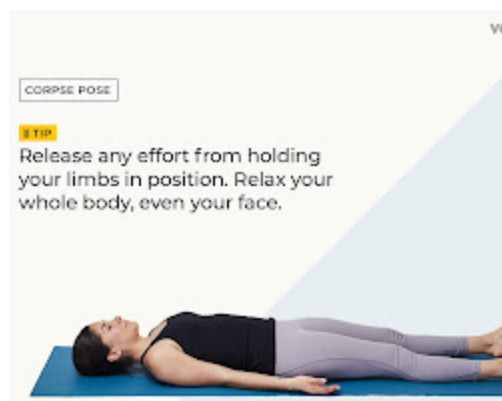 CORPSE POSE
TIP
Release any effort from holding
your limbs in position. Relax your
whole body, even your face.